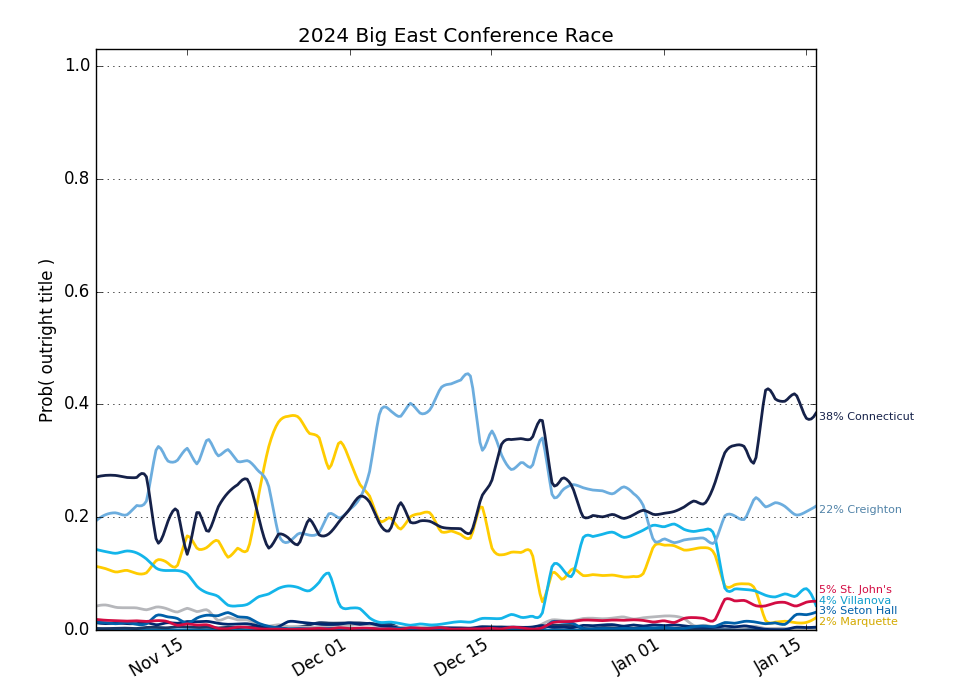 2024 Big East Conference Race
Prob( outright title )
1.0
0.8
0.6
0.4
0.2
0.0
38% Connecticut
22% Creighton
5% St. John's
4% Villanova
3% Seton Hall
2% Marquette
Nov 15
Dec 01
Dec 15
Jan 01
Jan 15